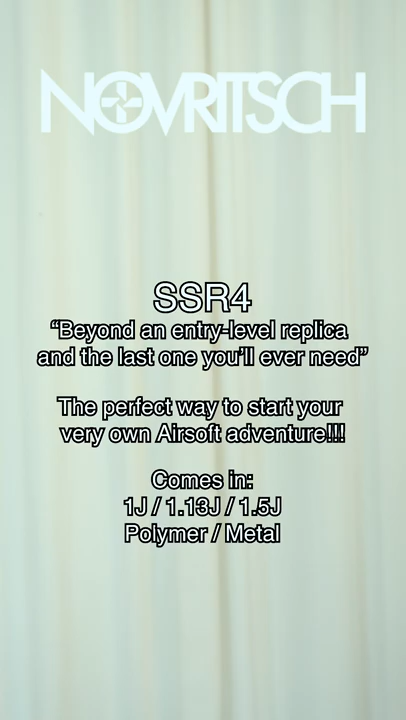 NOVRITSCH
SSR4
“Beyond an entry-level replica
and the last one you’ll ever need”
The perfect way to start your
very own Airsoft adventure!!!
Comes in:
1J / 1.13J / 1.5J
Polymer / Metal